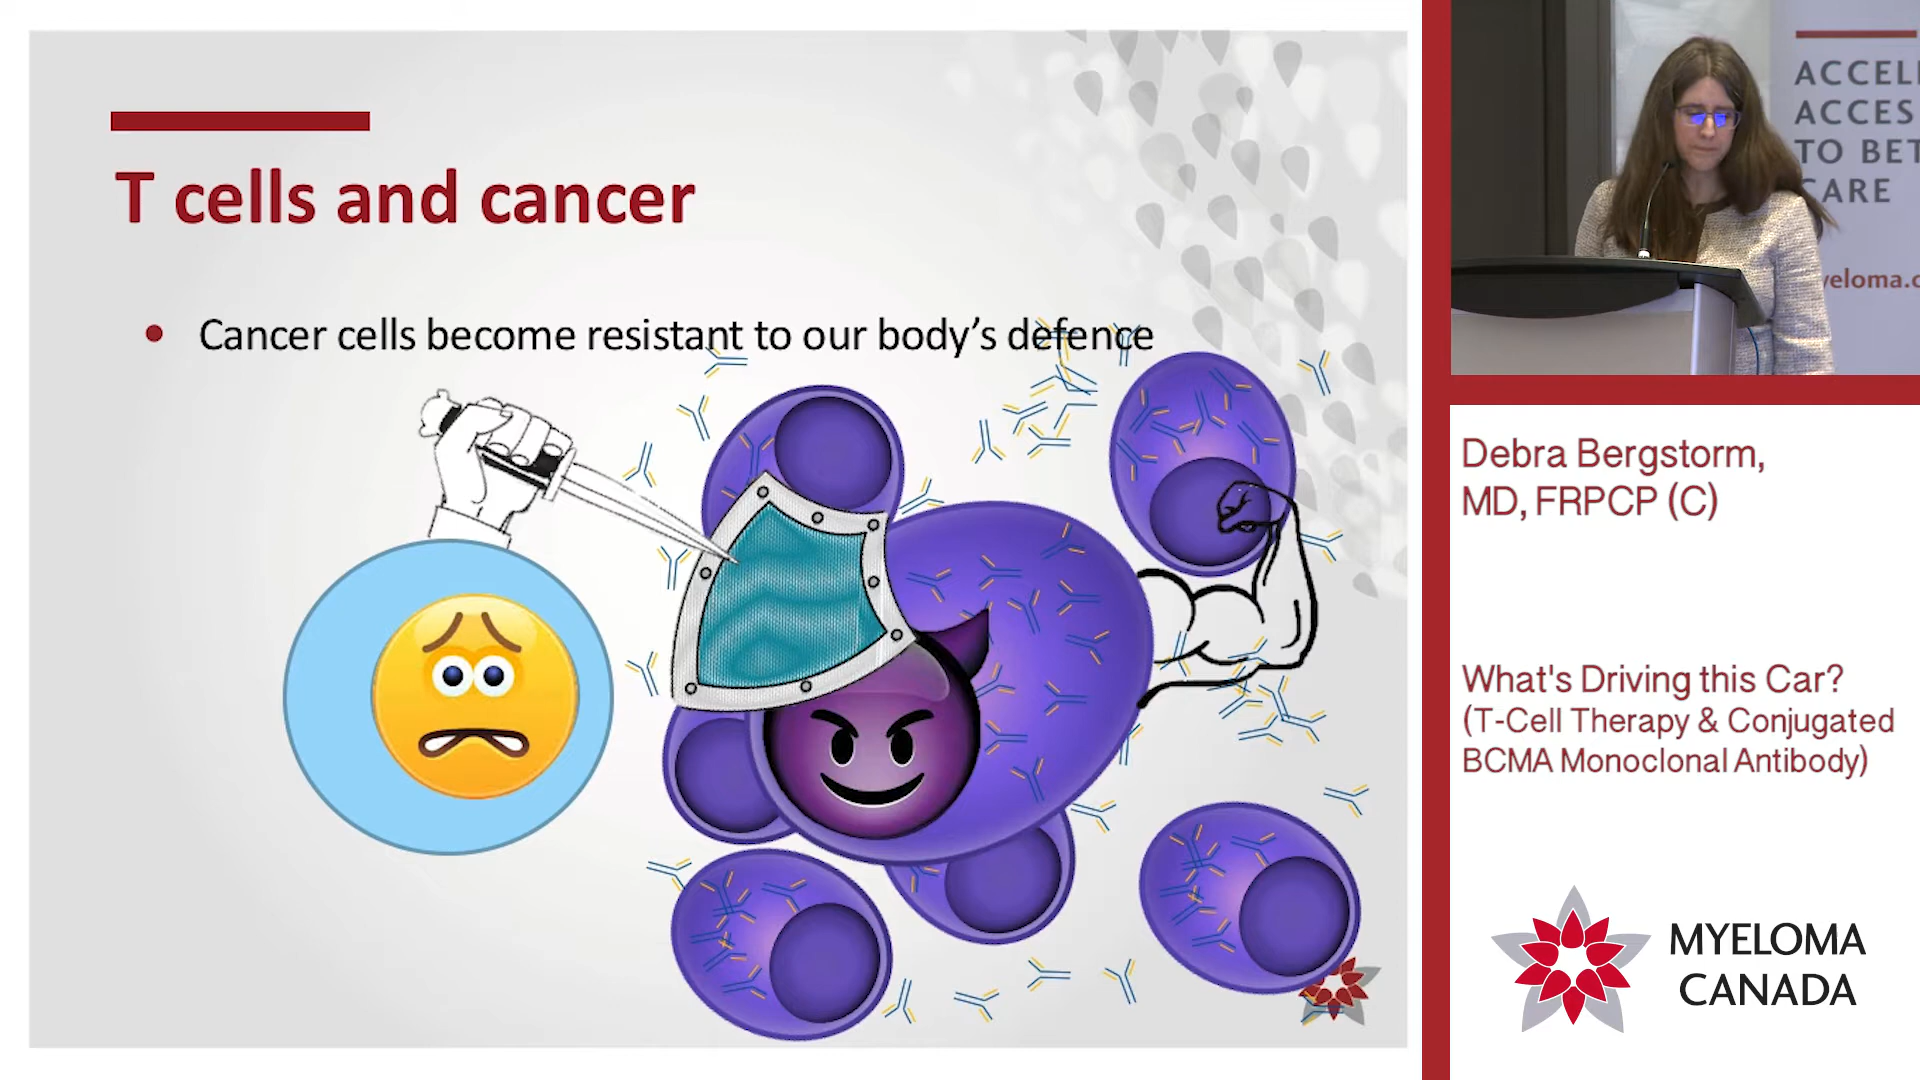 T cells and cancer
Cancer cells become resistant to our body's defence
ACCEL
ACCES
TO BET
CARE
yeloma.c
Debra Bergstorm,
MD, FRPCP (C)
What's Driving this Car?
(T-Cell Therapy & Conjugated
BCMA Monoclonal Antibody)
MYELOMA
CANADA